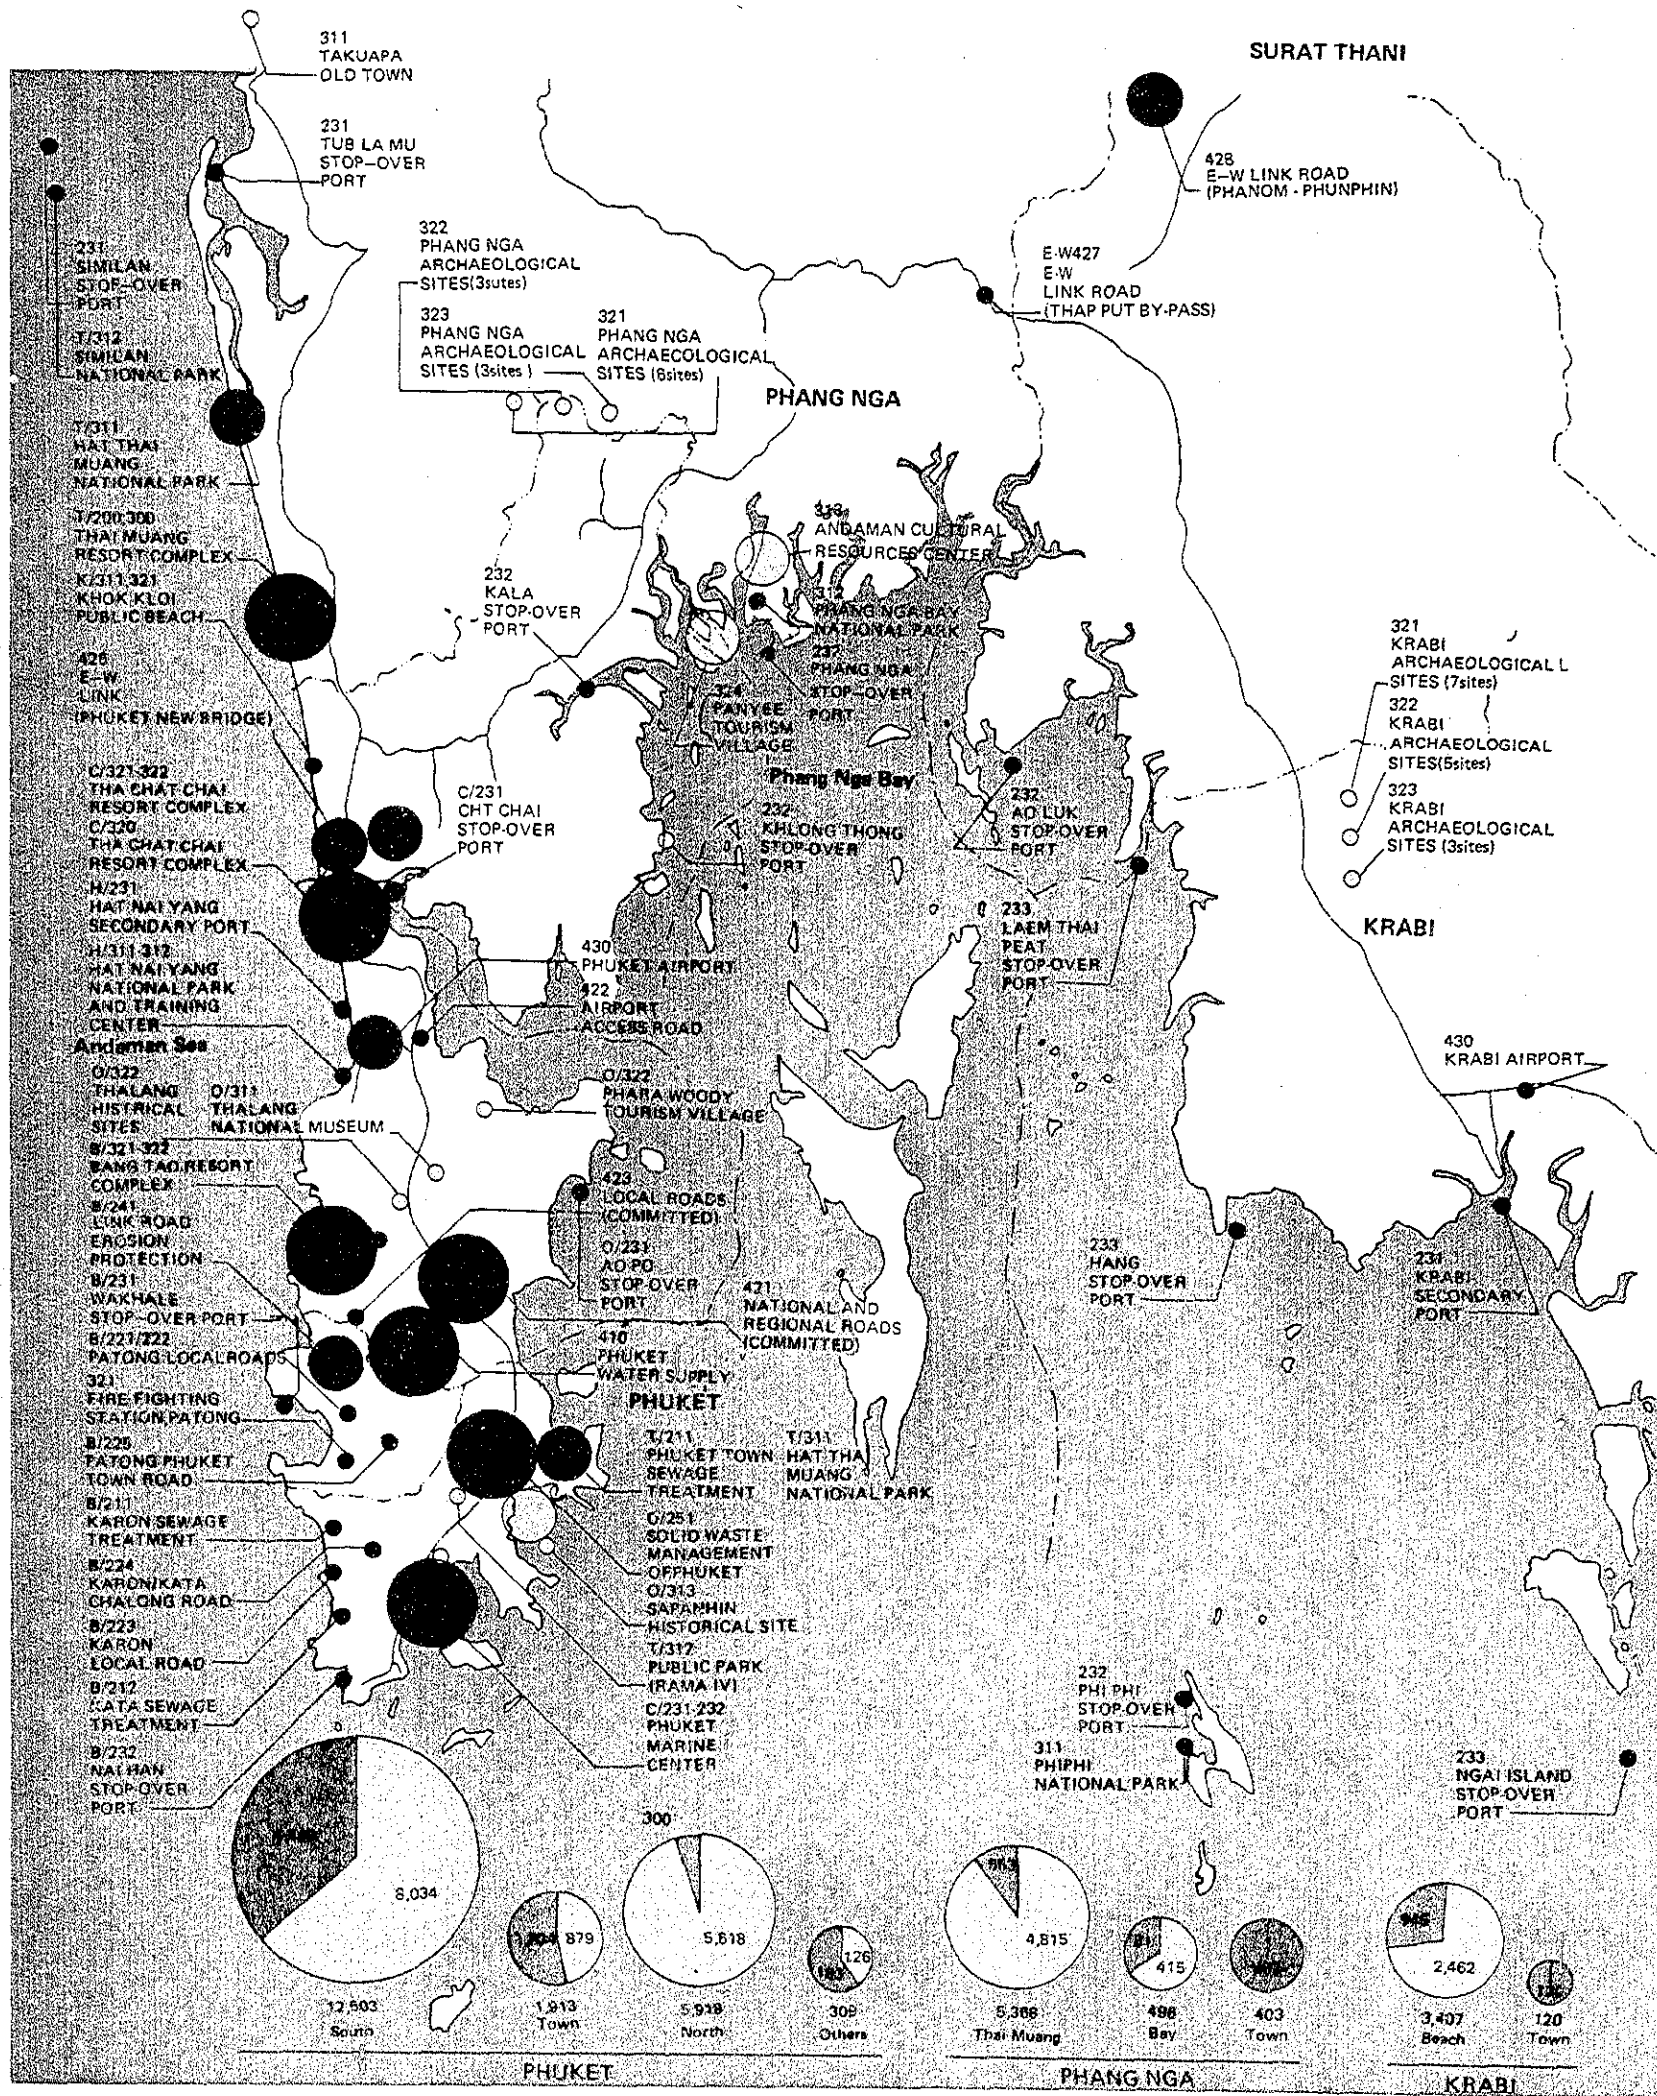 311
TAKUAPA
OLD TOWN
SURAT THANI
231
TUB LA MU
STOP-OVER
PORT
428
E-W LINK ROAD
(PHANOM - PHUNPHIN)
231
SIMILAN
STOP-OVER
PORT
T/312
SIMILAN
NATIONAL PARK
322
PHANG NGA
ARCHAEOLOGICAL
SITES(3sutes)
323
PHANG NGA
ARCHAEOLOGICAL
SITES (3sites )
321
PHANG NGA
ARCHAECOLOGICAL
SITES (6sites)
E-W427
E-W
LINK ROAD
(THAP PUT BY-PASS)
PHANG NGA
T/311
HAT THAI
MUANG
NATIONAL PARK
T/200,300
THAI MUANG
RESORT COMPLEX
K/311,321
KHOK KLOI
PUBLIC BEACH
426
E-W
LINK
(PHUKET NEW BRIDGE)
232
KALA
STOP-OVER
PORT
313
ANDAMAN CULTURAL
RESOURCES CENTER
312
PHANG NGA BAY
NATIONAL PARK
232
PHANG NGA
STOP-OVER
PORT
324
PANYEE
TOURISM
VILLAGE
321
KRABI
ARCHAEOLOGICAL L
SITES (7sites)
322
KRABI
ARCHAEOLOGICAL
SITES(5sites)
323
KRABI
ARCHAEOLOGICAL
SITES (3sites)
KRABI
Phang Nga Bay
C/321-322
THA CHAT CHAI
RESORT COMPLEX
C/320
THA CHAT CHAI
RESORT COMPLEX
C/231
CHT CHAI
STOP-OVER
PORT
232
KHLONG THONG
STOP-OVER
PORT
232
AO LUK
STOP-OVER
PORT
H/231
HAT NAI YANG
SECONDARY PORT
H/311-312
HAT NAI YANG
NATIONAL PARK
AND TRAINING
CENTER
Andaman Sea
430
PHUKET AIRPORT
422
AIRPORT
ACCESS ROAD
233
LAEM THAI
PEAT
STOP-OVER
PORT
430
KRABI AIRPORT
O/322
THALANG
HISTRICAL
SITES
O/311
THALANG
NATIONAL MUSEUM
O/322
PHARA WOODY
TOURISM VILLAGE
B/321-322
BANG TAO RESORT
COMPLEX
B/241
LINK ROAD
EROSION
PROTECTION
B/231
WAKHALE
STOP-OVER PORT
B/221/222
PATONG LOCALROADS
321
FIRE FIGHTING
STATION PATONG
B/225
PATONG PHUKET
TOWN ROAD
B/211
KARON SEWAGE
TREATMENT
B/224
KARON/KATA
CHALONG ROAD
B/223
KARON
LOCAL ROAD
B/212
KATA SEWAGE
TREATMENT
B/232
NAI HAN
STOP-OVER
PORT
423
LOCAL ROADS
(COMMITTED)
O/231
AO PO
STOP-OVER
PORT
421
NATIONAL AND
REGIONAL ROADS
(COMMITTED)
410
PHUKET
WATER SUPPLY
PHUKET
T/211
PHUKET TOWN
SEWAGE
TREATMENT
T/311
HAT THA
MUANG
NATIONAL PARK
O/251
SOLID WASTE
MANAGEMENT
OFPHUKET
O/313
SAPANHIN
HISTORICAL SITE
T/312
PUBLIC PARK
(RAMA IV)
C/231-232
PHUKET
MARINE
CENTER
233
HANG
STOP-OVER
PORT
231
KRABI
SECONDARY
PORT
232
PHI PHI
STOP-OVER
PORT
311
PHIPHI
NATIONAL PARK
233
NGAI ISLAND
STOP-OVER
PORT
8,034
12,503
South
879
1,913
Town
300
5,618
5,918
North
126
183
309
Others
553
4,815
5,368
Thai Muang
81
415
496
Bay
403
Town
945
2,462
3,407
Beach
120
120
Town
PHUKET
PHANG NGA
KRABI